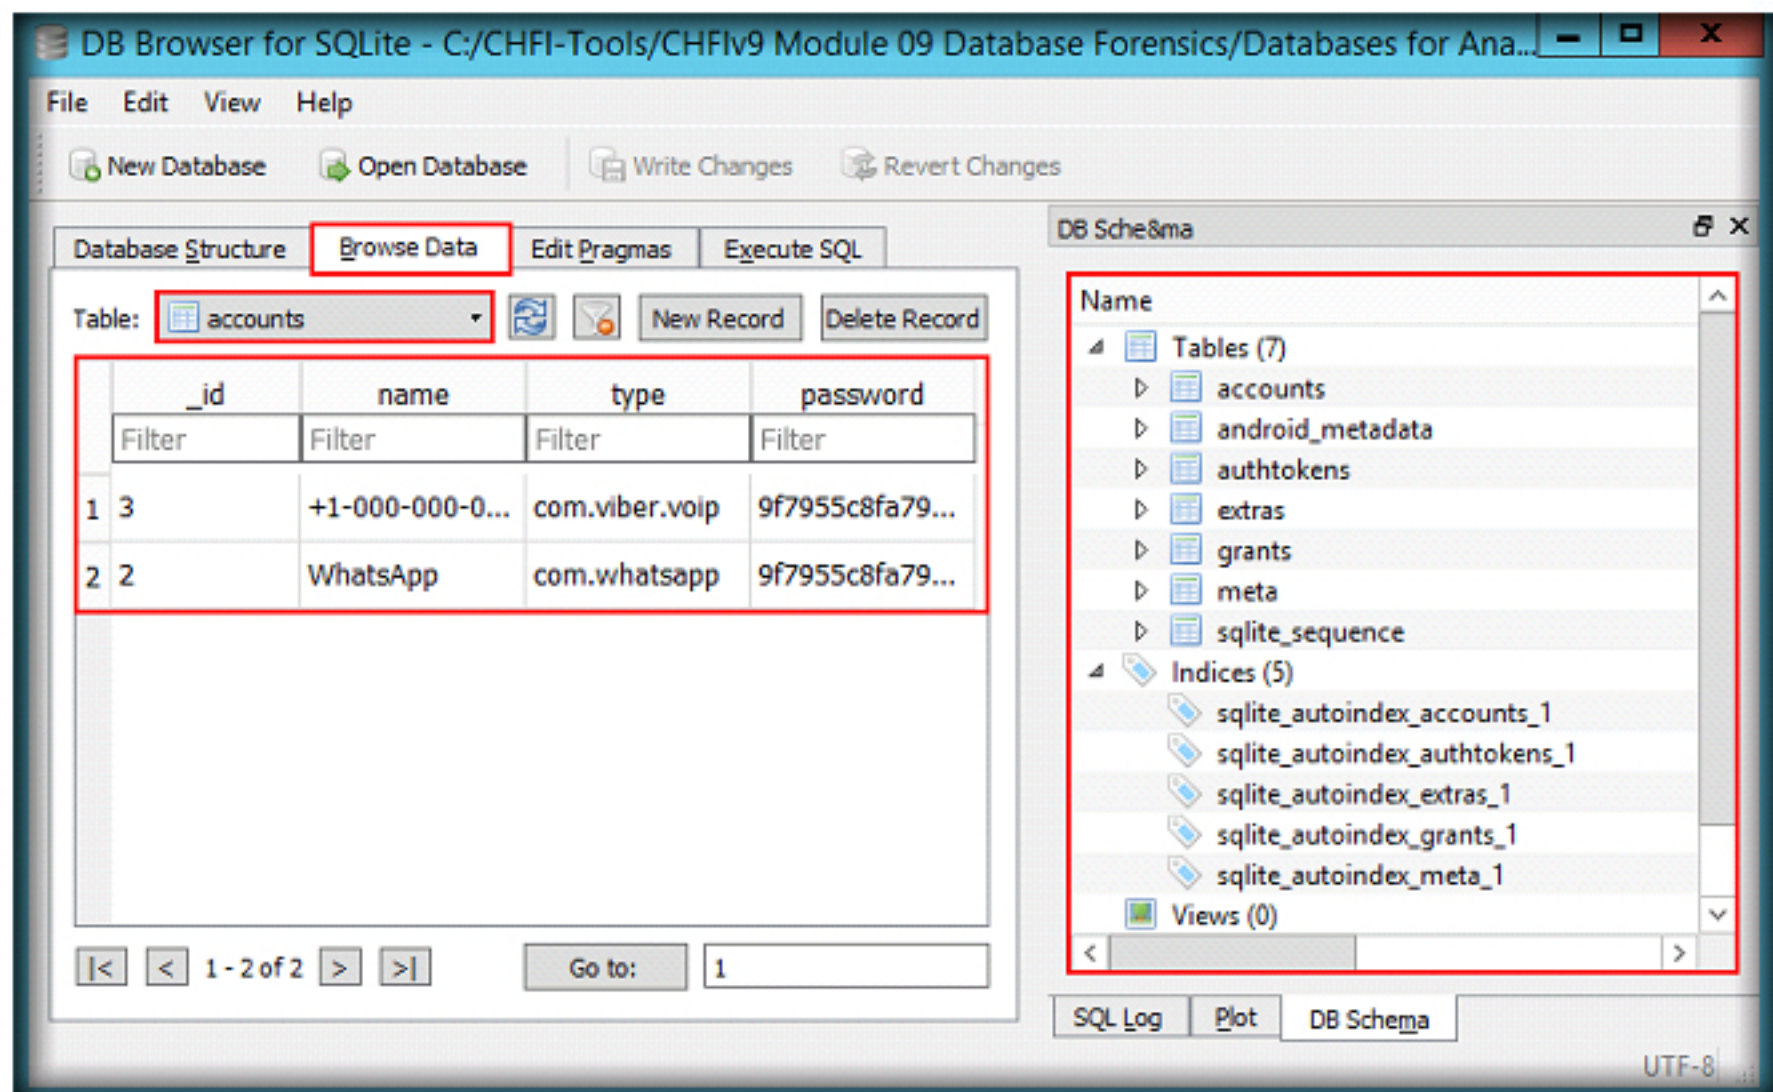 DB Browser for SQLite - C:/CHFI-Tools/CHFIv9 Module 09 Database Forensics/Databases for Ana...
File Edit View Help
New Database Open Database Write Changes Revert Changes
Database Structure Browse Data Edit Pragmas Execute SQL
Table: accounts New Record Delete Record
_id name type password
Filter Filter Filter Filter
1 3 +1-000-000-0... com.viber.voip 9f7955c8fa79...
2 2 WhatsApp com.whatsapp 9f7955c8fa79...
|< < 1 - 2 of 2 > >| Go to: 1
DB Sche&ma
Name
Tables (7)
accounts
android_metadata
authtokens
extras
grants
meta
sqlite_sequence
Indices (5)
sqlite_autoindex_accounts_1
sqlite_autoindex_authtokens_1
sqlite_autoindex_extras_1
sqlite_autoindex_grants_1
sqlite_autoindex_meta_1
Views (0)
SQL Log Plot DB Schema
UTF-8